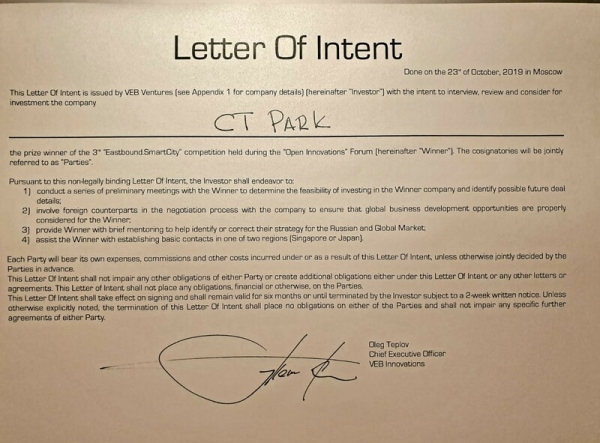 Letter Of Intent
Done on the 23rd of October, 2019 in Moscow
This Letter Of Intent is issued by VEB Ventures (see Appendix 1 for company details) (hereinafter "Investor") with the intent to interview, review and consider for
investment the company
CT PARK
the prize winner of the 3rd "Eastbound.SmartCity" competition held during the "Open Innovations" Forum (hereinafter "Winner"). The cosignatories will be jointly
referred to as "Parties".
Pursuant to this non-legally binding Letter Of Intent, the Investor shall endeavor to:
1) conduct a series of preliminary meetings with the Winner to determine the feasibility of investing in the Winner company and identify possible future deal
details;
2) involve foreign counterparts in the negotiation process with the company to ensure that global business development opportunities are properly
considered for the Winner;
3) provide Winner with brief mentoring to help identify or correct their strategy for the Russian and Global Market;
4) assist the Winner with establishing basic contacts in one of two regions (Singapore or Japan).
Each Party will bear its own expenses, commissions and other costs incurred under or as a result of this Letter Of Intent, unless otherwise jointly decided by the
Parties in advance.
This Letter Of Intent shall not impair any other obligations of either Party or create additional obligations either under this Letter Of Intent or any other letters or
agreements. This Letter Of Intent shall not place any obligations, financial or otherwise, on the Parties.
This Letter Of Intent shall take effect on signing and shall remain valid for six months or until terminated by the Investor subject to a 2-week written notice. Unless
otherwise explicitly noted, the termination of this Letter Of Intent shall place no obligations on either of the Parties and shall not impair any specific further
agreements of either Party.
Oleg Teplov
Chief Executive Officer
VEB Innovations